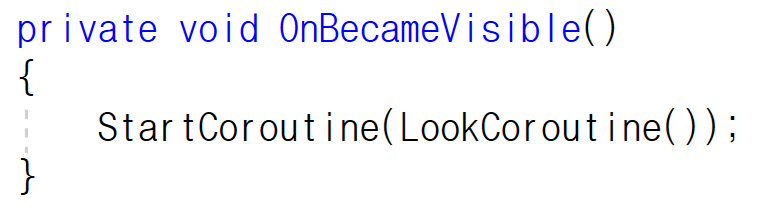 private void OnBecameVisible()
{
    StartCoroutine(LookCoroutine());
}